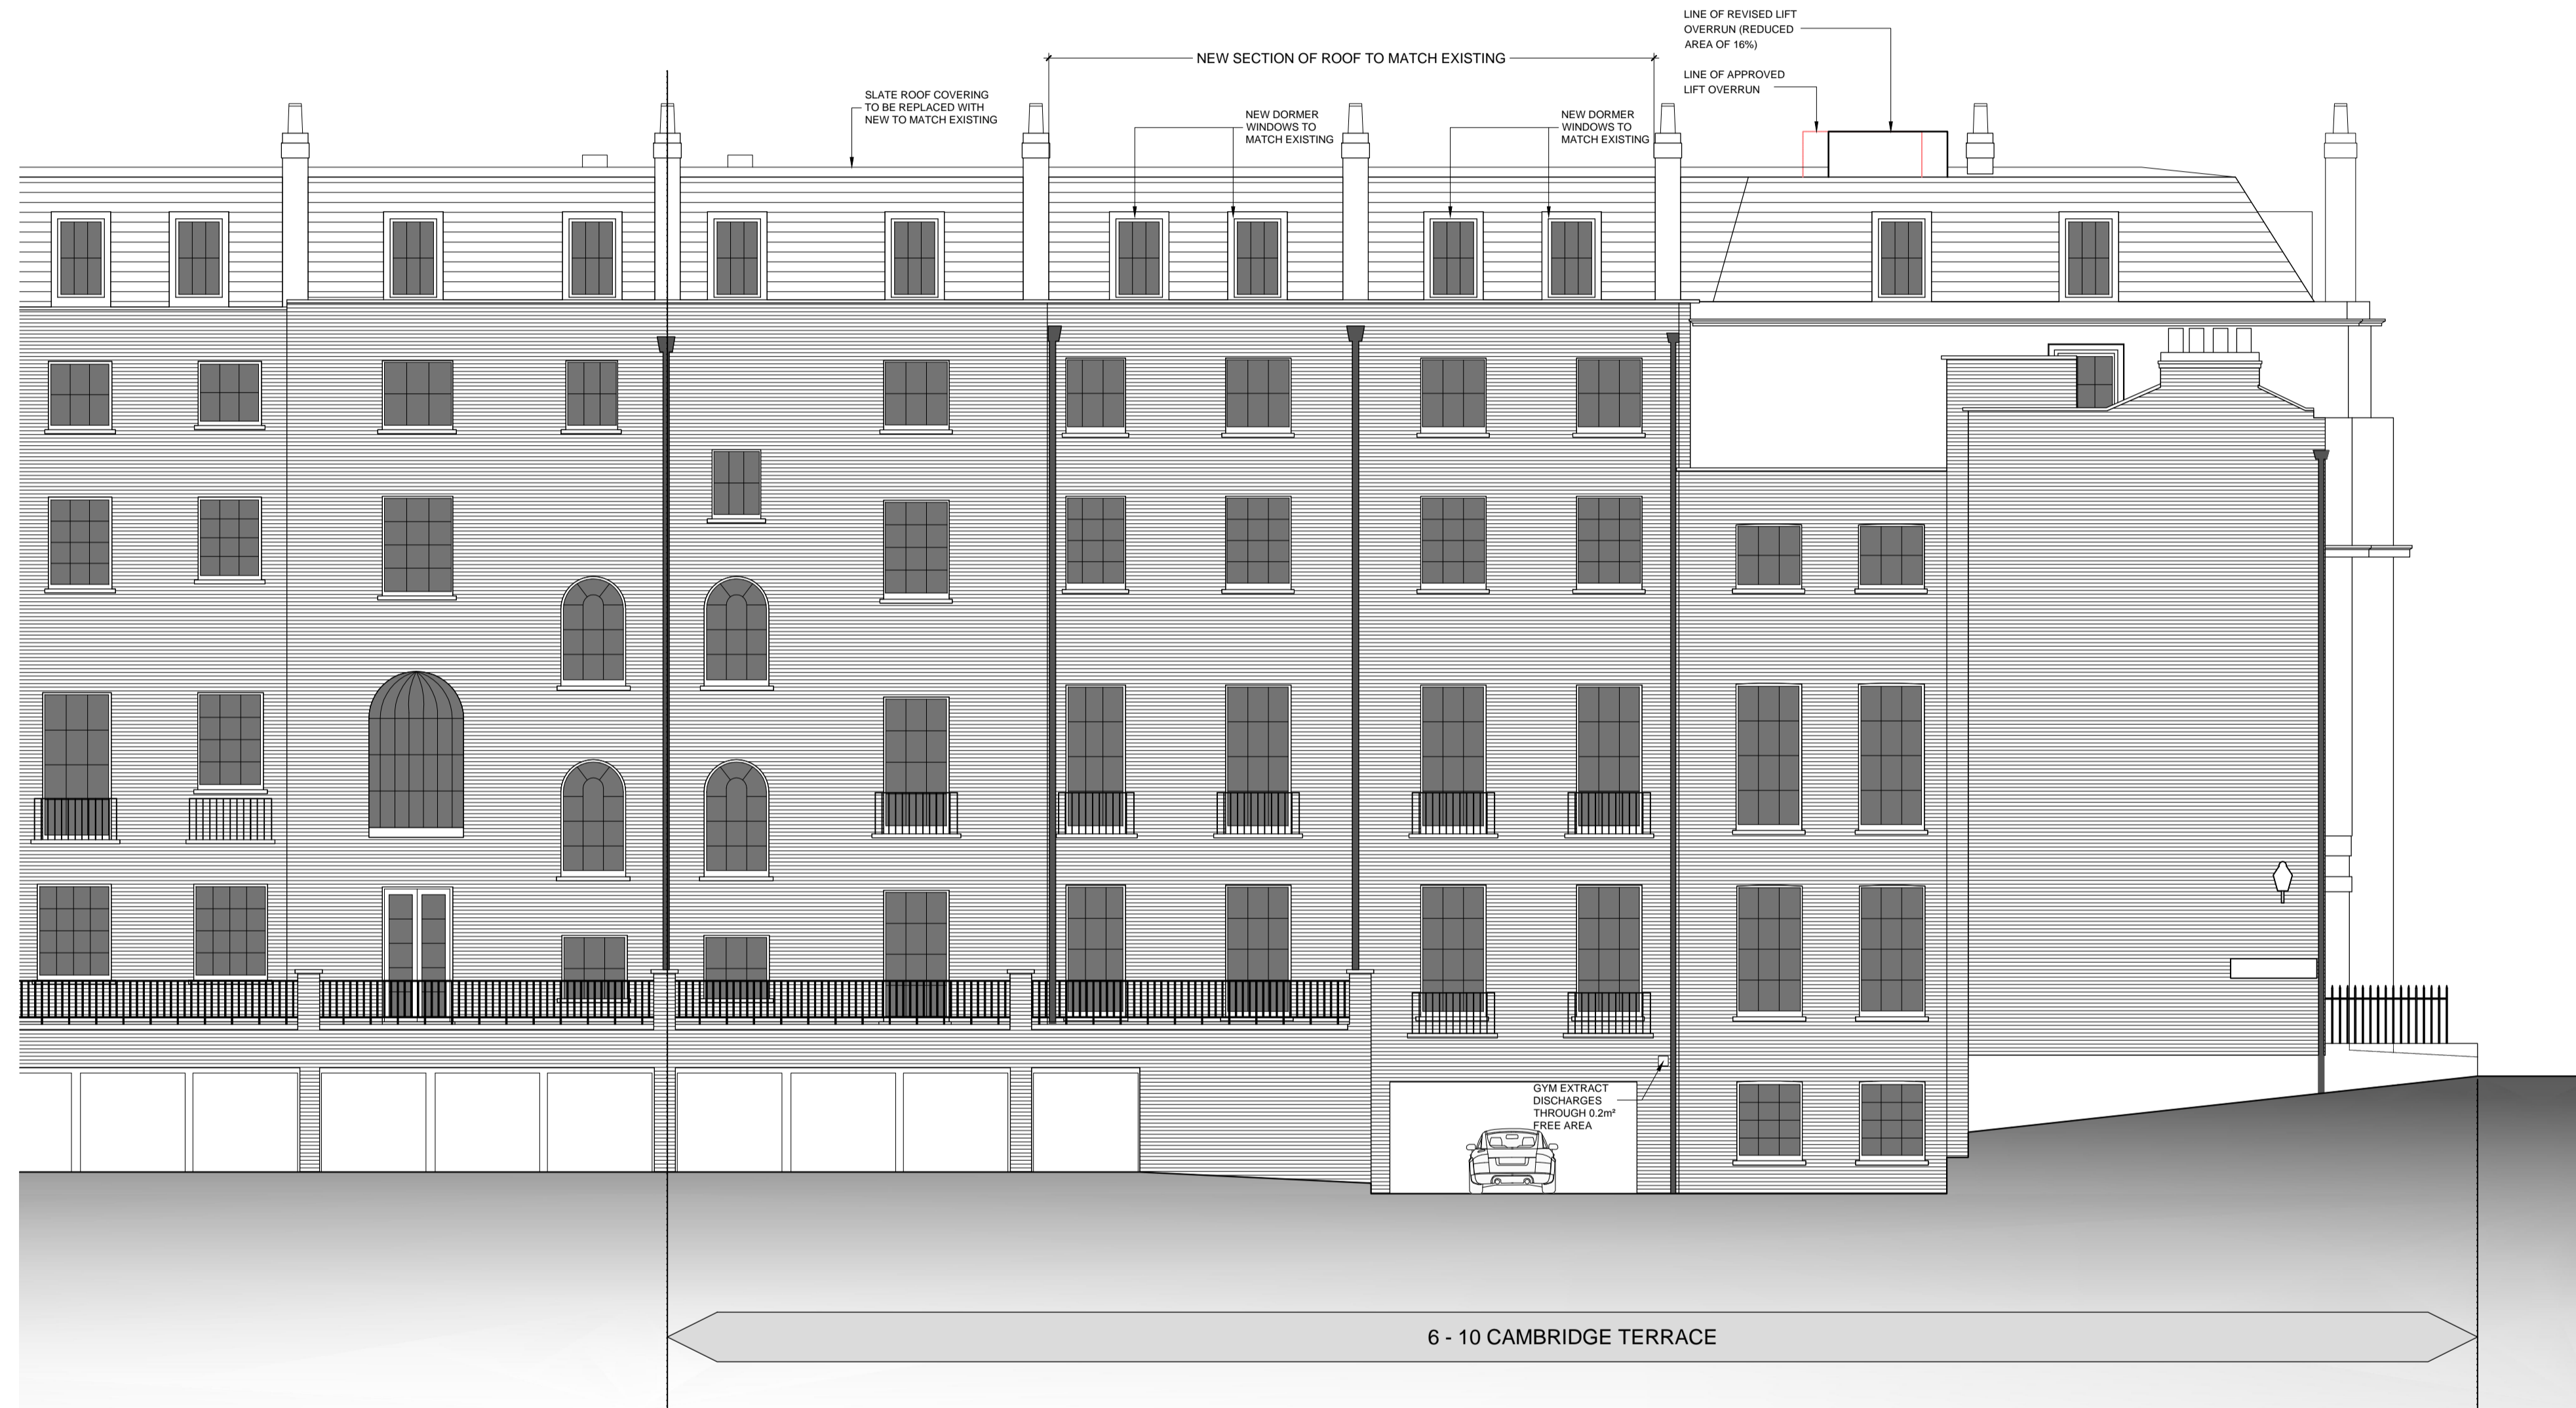 LINE OF REVISED LIFT
OVERRUN (REDUCED
AREA OF 16%)
NEW SECTION OF ROOF TO MATCH EXISTING
LINE OF APPROVED
LIFT OVERRUN
SLATE ROOF COVERING
TO BE REPLACED WITH
NEW TO MATCH EXISTING
NEW DORMER
WINDOWS TO
MATCH EXISTING
NEW DORMER
WINDOWS TO
MATCH EXISTING
GYM EXTRACT
DISCHARGES
THROUGH 0.2m²
FREE AREA
6 - 10 CAMBRIDGE TERRACE